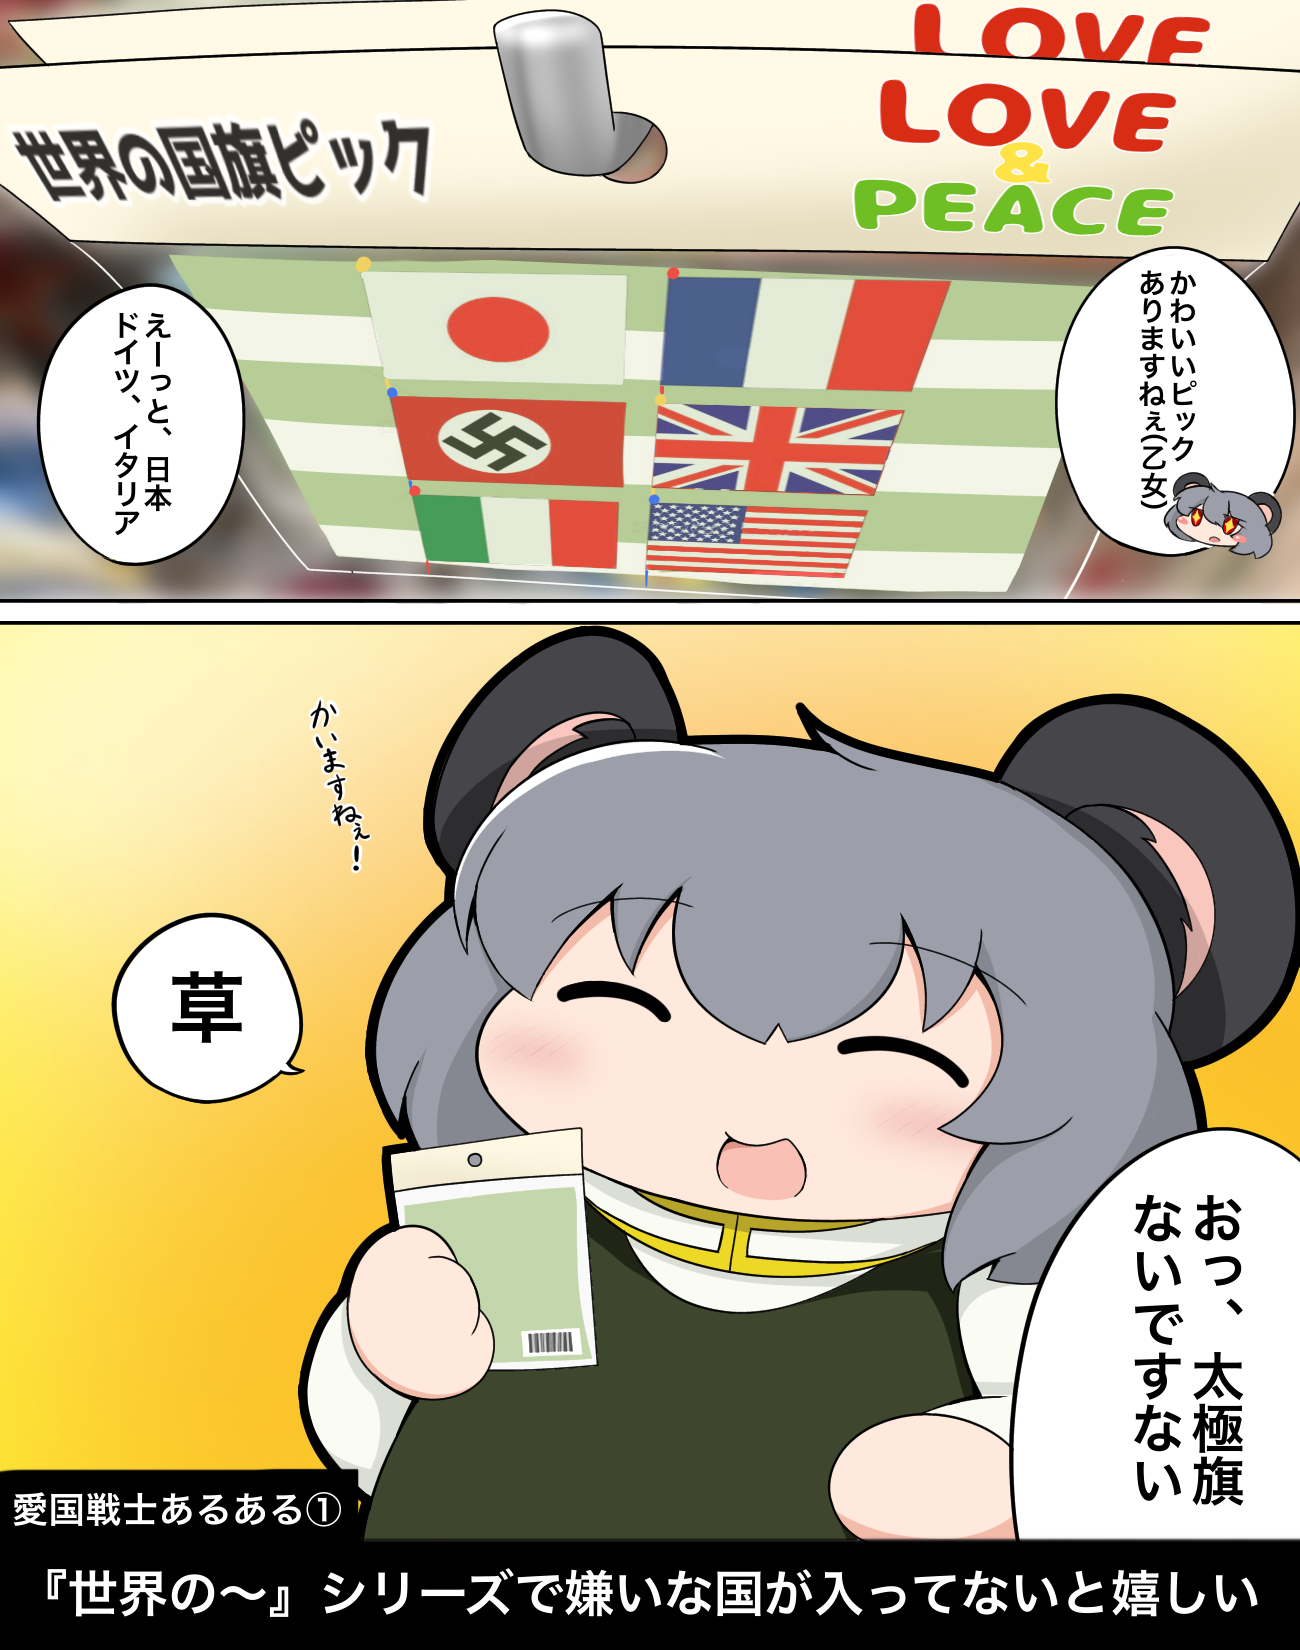 LOVE
LOVE
&
PEACE
世界の国旗ピック
かわいいピック
ありますねぇ(乙女)
えーっと、日本
ドイツ、イタリア
かいますねぇ!
草
おっ、太極旗
ないですない
愛国戦士あるある①
『世界の〜』シリーズで嫌いな国が入ってないと嬉しい